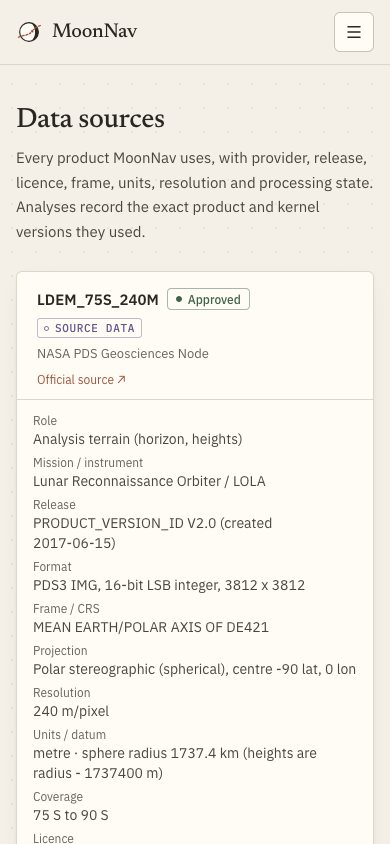 MoonNav
Data sources
Every product MoonNav uses, with provider, release,
licence, frame, units, resolution and processing state.
Analyses record the exact product and kernel
versions they used.
LDEM_75S_240M
Approved
SOURCE DATA
NASA PDS Geosciences Node
Official source ↗
Role
Analysis terrain (horizon, heights)
Mission / instrument
Lunar Reconnaissance Orbiter / LOLA
Release
PRODUCT_VERSION_ID V2.0 (created
2017-06-15)
Format
PDS3 IMG, 16-bit LSB integer, 3812 x 3812
Frame / CRS
MEAN EARTH/POLAR AXIS OF DE421
Projection
Polar stereographic (spherical), centre -90 lat, 0 lon
Resolution
240 m/pixel
Units / datum
metre · sphere radius 1737.4 km (heights are
radius - 1737400 m)
Coverage
75 S to 90 S
Licence